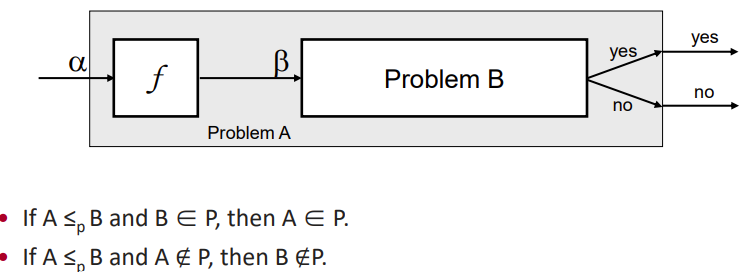 α
f
β
Problem B
yes
no
yes
no
Problem A
• If A ≤p B and B ∈ P, then A ∈ P.
• If A ≤p B and A ∉ P, then B ∉P.